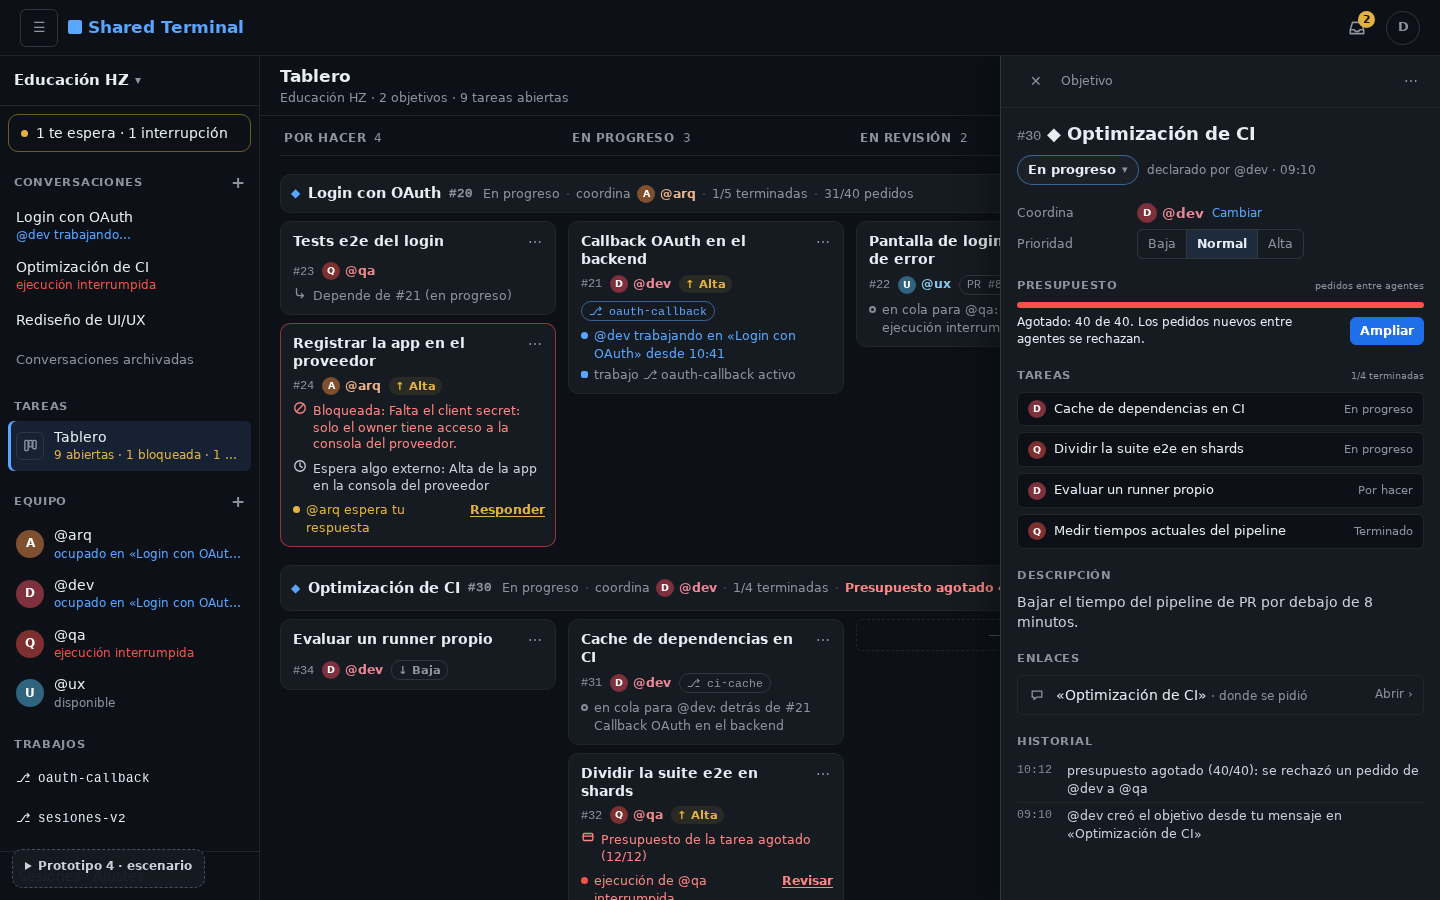 ☰ Shared Terminal
2
D
Educación HZ ▾
1 te espera · 1 interrupción
CONVERSACIONES +
Login con OAuth
@dev trabajando…
Optimización de CI
ejecución interrumpida
Rediseño de UI/UX
Conversaciones archivadas
TAREAS
Tablero
9 abiertas · 1 bloqueada · 1 …
EQUIPO +
A @arq
ocupado en «Login con OAut…
D @dev
ocupado en «Login con OAut…
Q @qa
ejecución interrumpida
U @ux
disponible
TRABAJOS
⎇ oauth-callback
⎇ sesiones-v2
Prototipo 4 · escenario
Tablero
Educación HZ · 2 objetivos · 9 tareas abiertas
POR HACER 4
EN PROGRESO 3
EN REVISIÓN 2
◆ Login con OAuth #20 En progreso · coordina A @arq · 1/5 terminadas · 31/40 pedidos
Tests e2e del login ⋯
#23 Q @qa
Depende de #21 (en progreso)
Registrar la app en el ⋯
proveedor
#24 A @arq ↑ Alta
Bloqueada: Falta el client secret:
solo el owner tiene acceso a la
consola del proveedor.
Espera algo externo: Alta de la app
en la consola del proveedor
@arq espera tu
respuesta
Responder
Callback OAuth en el ⋯
backend
#21 D @dev ↑ Alta
⎇ oauth-callback
@dev trabajando en «Login con
OAuth» desde 10:41
trabajo ⎇ oauth-callback activo
Pantalla de login
de error
#22 U @ux PR #8
en cola para @qa:
ejecución interrum
◆ Optimización de CI #30 En progreso · coordina D @dev · 1/4 terminadas · Presupuesto agotado
Evaluar un runner propio ⋯
#34 D @dev ↓ Baja
Cache de dependencias en ⋯
CI
#31 D @dev ⎇ ci-cache
en cola para @dev: detrás de #21
Callback OAuth en el backend
Dividir la suite e2e en ⋯
shards
#32 Q @qa ↑ Alta
Presupuesto de la tarea agotado
(12/12)
ejecución de @qa
interrumpida
Revisar
✕ Objetivo ⋯
#30 ◆ Optimización de CI
En progreso ▾ declarado por @dev · 09:10
Coordina D @dev Cambiar
Prioridad Baja Normal Alta
PRESUPUESTO pedidos entre agentes
Agotado: 40 de 40. Los pedidos nuevos entre
agentes se rechazan.
Ampliar
TAREAS 1/4 terminadas
D Cache de dependencias en CI En progreso
Q Dividir la suite e2e en shards En progreso
D Evaluar un runner propio Por hacer
Q Medir tiempos actuales del pipeline Terminado
DESCRIPCIÓN
Bajar el tiempo del pipeline de PR por debajo de 8
minutos.
ENLACES
«Optimización de CI» · donde se pidió Abrir ›
HISTORIAL
10:12 presupuesto agotado (40/40): se rechazó un pedido de
@dev a @qa
09:10 @dev creó el objetivo desde tu mensaje en
«Optimización de CI»